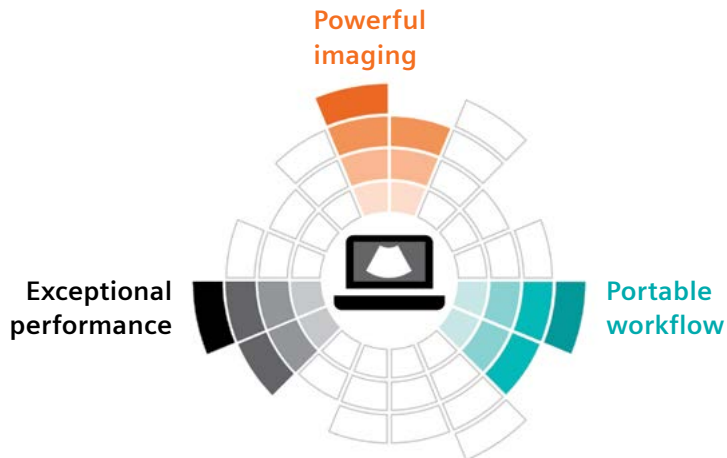 Powerful
imaging
Exceptional
performance
Portable
workflow